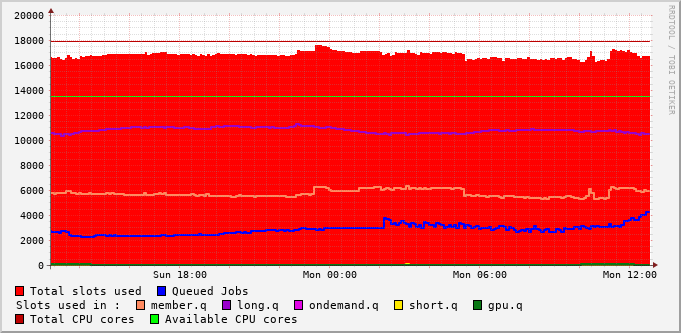 20000
18000
16000
14000
12000
10000
8000
6000
4000
2000
0
Sun 18:00 Mon 00:00 Mon 06:00 Mon 12:00
RRDTOOL / TOBI OETIKER
Total slots used Queued Jobs
Slots used in : member.q long.q ondemand.q short.q gpu.q
Total CPU cores Available CPU cores